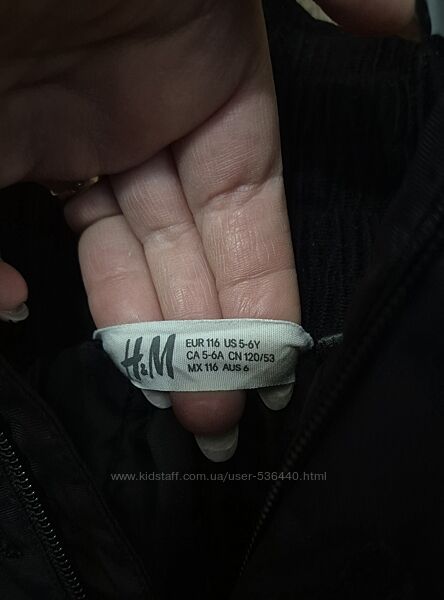 H&M
EUR 116 US 5-6Y
CA 5-6A CN 120/53
MX 116 AUS 6
www.kidstaff.com.ua/user-536440.html